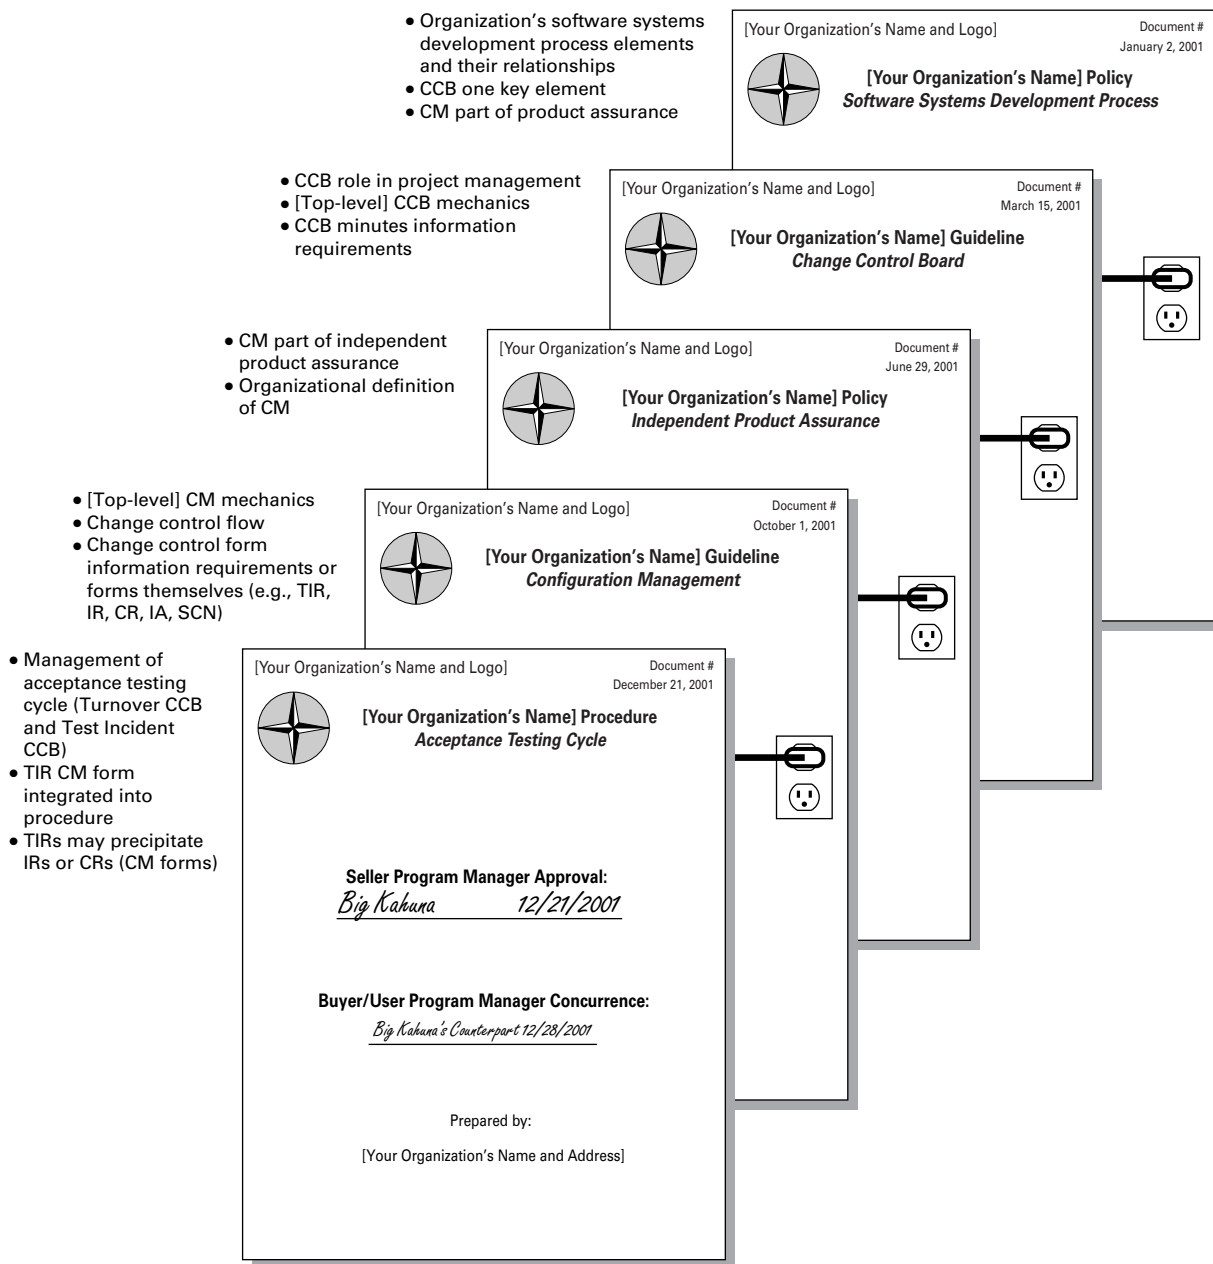 • Organization's software systems
development process elements
and their relationships
• CCB one key element
• CM part of product assurance
[Your Organization's Name and Logo]
Document #
January 2, 2001
[Your Organization's Name] Policy
Software Systems Development Process
• CCB role in project management
• [Top-level] CCB mechanics
• CCB minutes information
requirements
[Your Organization's Name and Logo]
Document #
March 15, 2001
[Your Organization's Name] Guideline
Change Control Board
• CM part of independent
product assurance
• Organizational definition
of CM
[Your Organization's Name and Logo]
Document #
June 29, 2001
[Your Organization's Name] Policy
Independent Product Assurance
• [Top-level] CM mechanics
• Change control flow
• Change control form
information requirements or
forms themselves (e.g., TIR,
IR, CR, IA, SCN)
[Your Organization's Name and Logo]
Document #
October 1, 2001
[Your Organization's Name] Guideline
Configuration Management
• Management of
acceptance testing
cycle (Turnover CCB
and Test Incident
CCB)
• TIR CM form
integrated into
procedure
• TIRs may precipitate
IRs or CRs (CM forms)
[Your Organization's Name and Logo]
Document #
December 21, 2001
[Your Organization's Name] Procedure
Acceptance Testing Cycle
Seller Program Manager Approval:
Big Kahuna 12/21/2001
Buyer/User Program Manager Concurrence:
Big Kahuna's Counterpart 12/28/2001
Prepared by:
[Your Organization's Name and Address]